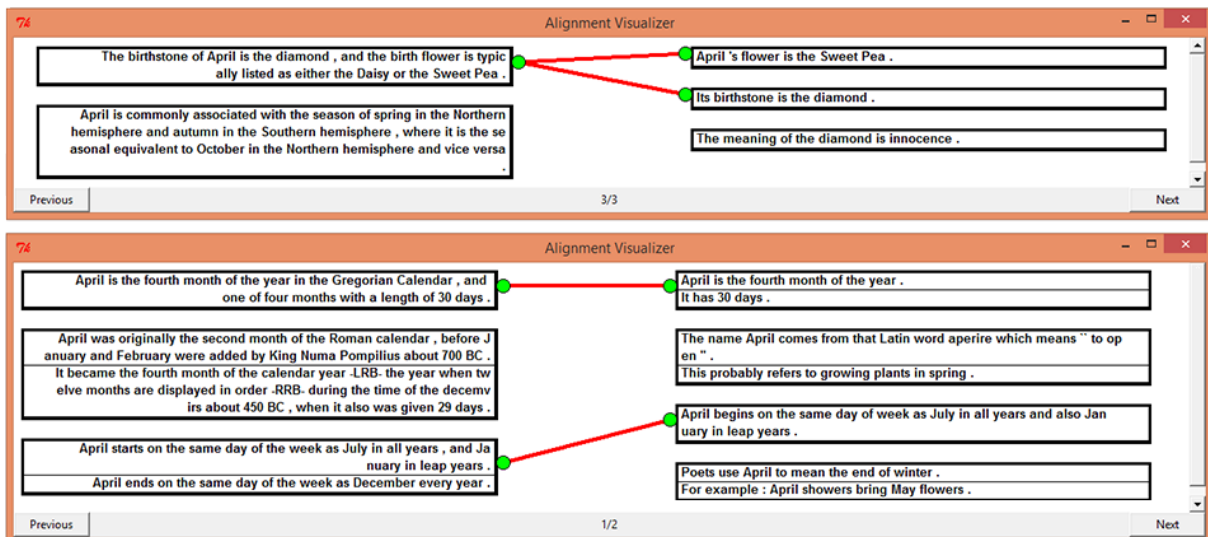 Alignment Visualizer
The birthstone of April is the diamond , and the birth flower is typic
ally listed as either the Daisy or the Sweet Pea .
April is commonly associated with the season of spring in the Northern
hemisphere and autumn in the Southern hemisphere , where it is the se
asonal equivalent to October in the Northern hemisphere and vice versa
.
April 's flower is the Sweet Pea .
Its birthstone is the diamond .
The meaning of the diamond is innocence .
Previous
3/3
Next
Alignment Visualizer
April is the fourth month of the year in the Gregorian Calendar , and
one of four months with a length of 30 days .
April was originally the second month of the Roman calendar , before J
anuary and February were added by King Numa Pompilius about 700 BC .
It became the fourth month of the calendar year -LRB- the year when tw
elve months are displayed in order -RRB- during the time of the decemv
irs about 450 BC , when it also was given 29 days .
April starts on the same day of the week as July in all years , and Ja
nuary in leap years .
April ends on the same day of the week as December every year .
April is the fourth month of the year .
It has 30 days .
The name April comes from that Latin word aperire which means `` to op
en '' .
This probably refers to growing plants in spring .
April begins on the same day of week as July in all years and also Jan
uary in leap years .
Poets use April to mean the end of winter .
For example : April showers bring May flowers .
Previous
1/2
Next